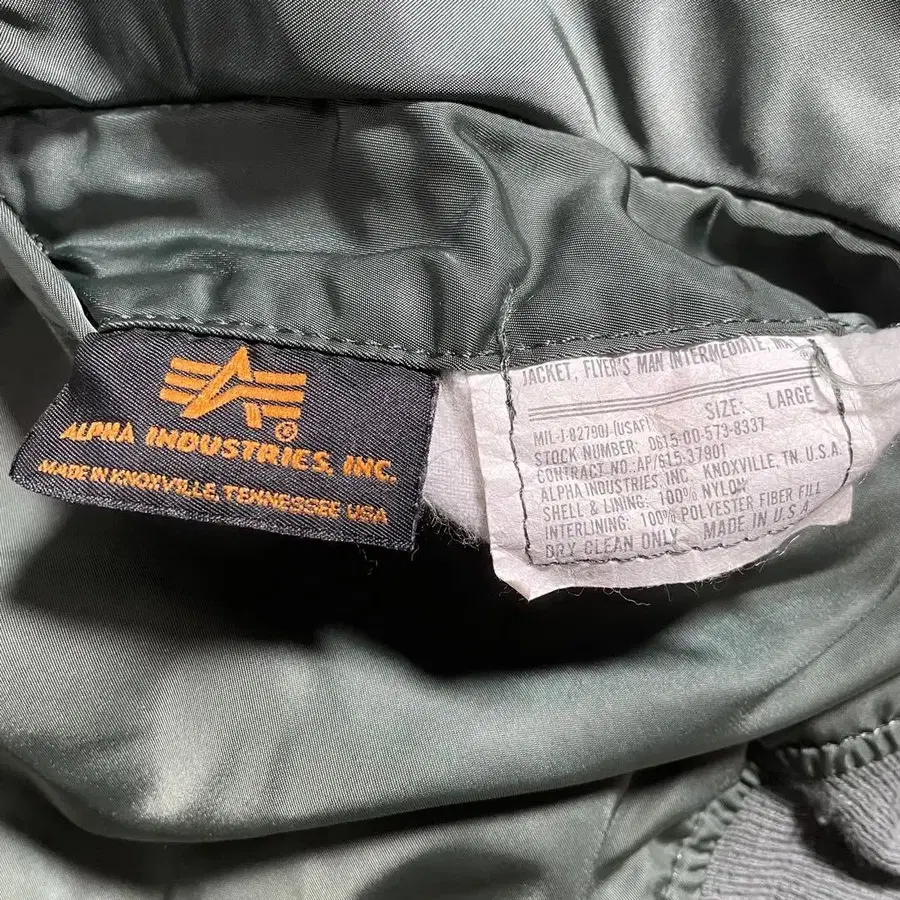 ALPHA INDUSTRIES, INC.
MADE IN KNOXVILLE, TENNESSEE USA
JACKET, FLYER'S MAN INTERMEDIATE,
SIZE: LARGE
MIL-J-8279OJ (USAF)
STOCK NUMBER: 0615-00-573-8337
CONTRACT NO: AP/615-37901
ALPHA INDUSTRIES, INC. KNOXVILLE, TN. U.S.A.
SHELL & LINING: 100% NYLON
INTERLINING: 100% POLYESTER FIBER FILL
DRY CLEAN ONLY MADE IN U.S.A